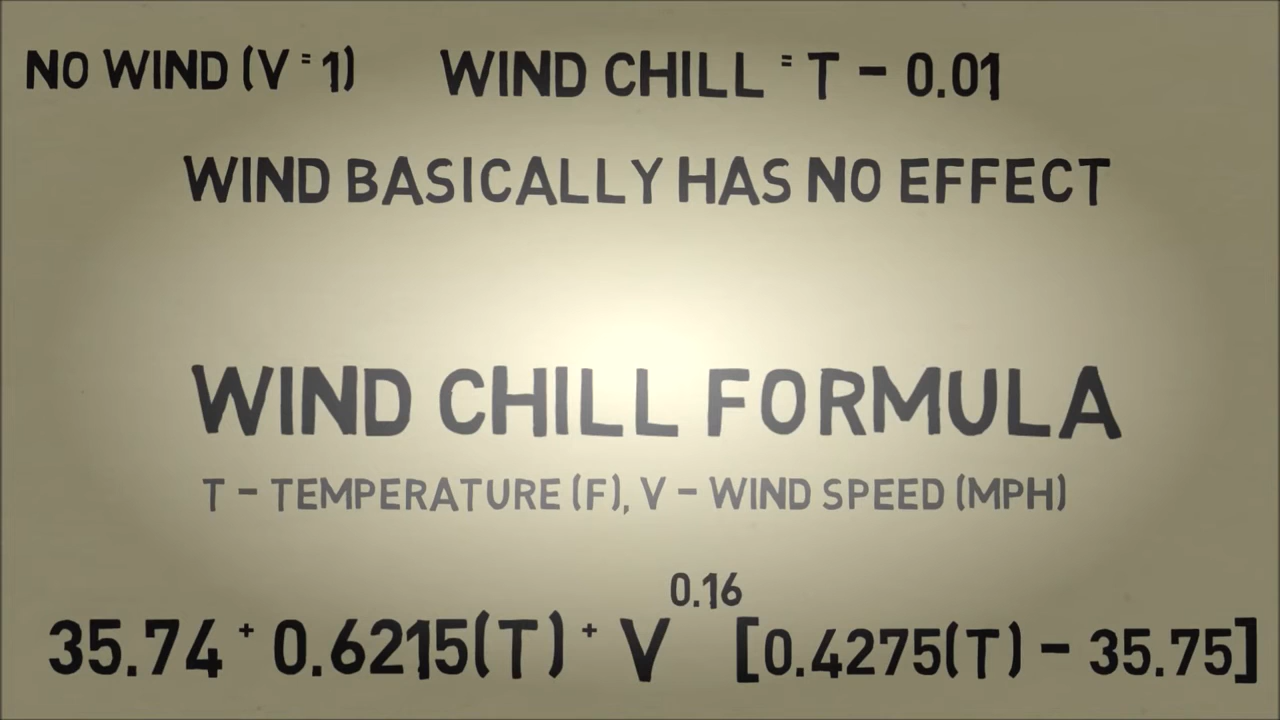 NO WIND (V = 1) WIND CHILL = T - 0.01
WIND BASICALLY HAS NO EFFECT
WIND CHILL FORMULA
T - TEMPERATURE (F), V - WIND SPEED (MPH)
35.74 + 0.6215(T) + V^0.16 [0.4275(T) - 35.75]